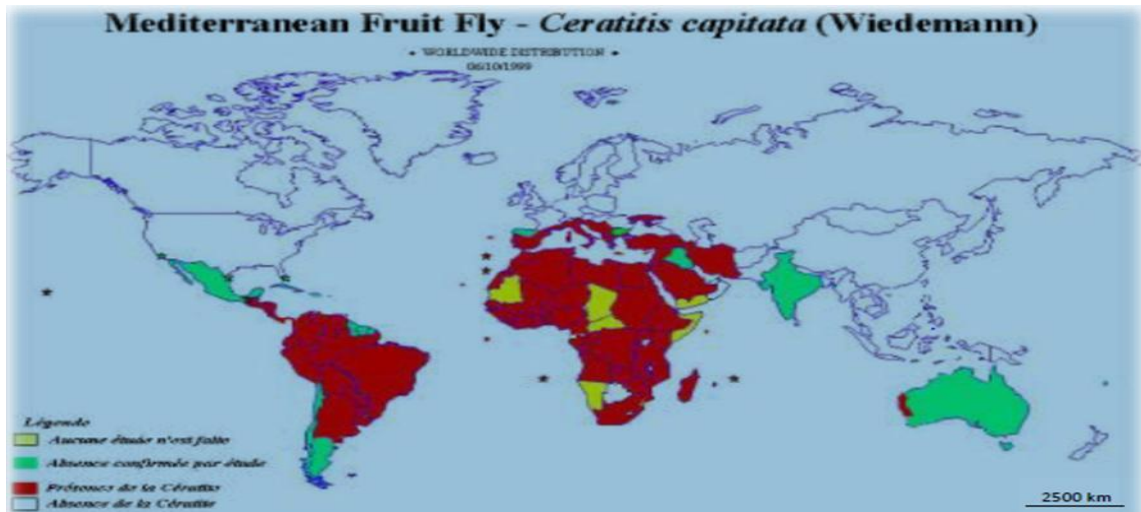 Mediterranean Fruit Fly - Ceratitis capitata (Wiedemann)
• WORLDWIDE DISTRIBUTION •
06/10/1999
Légende
Aucune étude n'est faite
Absence confirmée par étude
Présence de la Cératite
Absence de la Cératite
2500 km